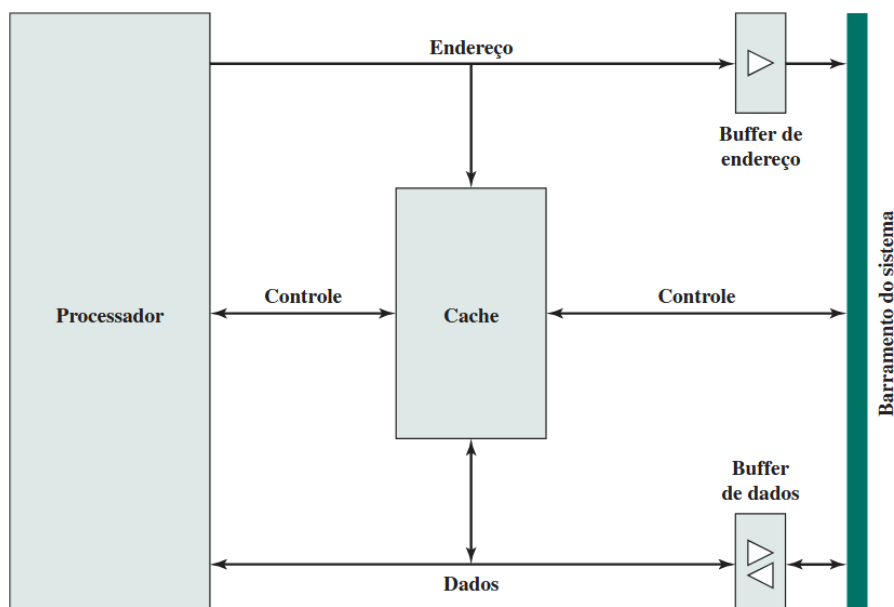 Endereço
Buffer de
endereço
Processador
Controle
Cache
Controle
Barramento do sistema
Buffer
de dados
Dados